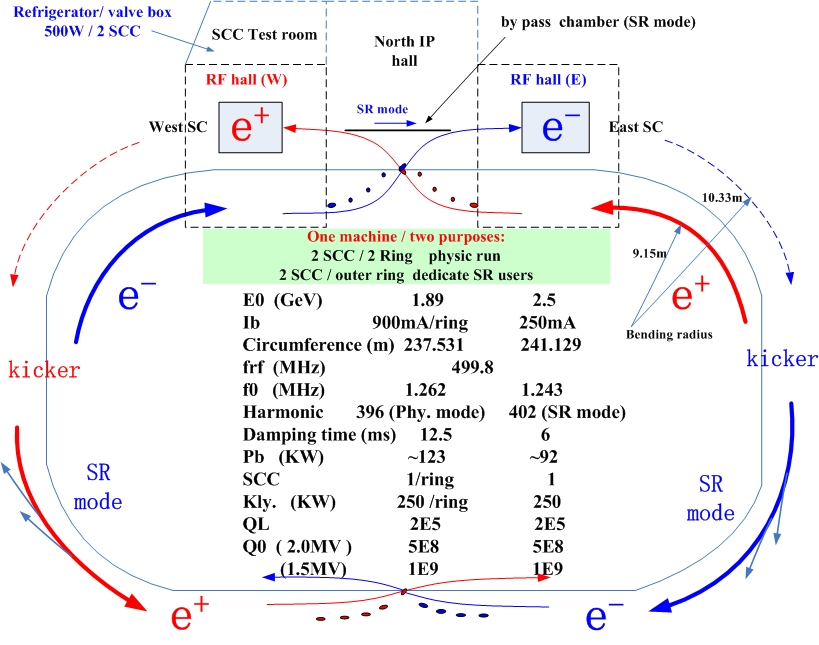 Refrigerator/ valve box
500W / 2 SCC
SCC Test room
North IP
hall
by pass chamber (SR mode)
RF hall (W)
RF hall (E)
SR mode
West SC
e+
e−
East SC
10.33m
9.15m
One machine / two purposes:
2 SCC / 2 Ring physic run
2 SCC / outer ring dedicate SR users
e−
e+
Bending radius
E0 (GeV) 1.89 2.5
Ib 900mA/ring 250mA
Circumference (m) 237.531 241.129
frf (MHz) 499.8
f0 (MHz) 1.262 1.243
Harmonic 396 (Phy. mode) 402 (SR mode)
Damping time (ms) 12.5 6
Pb (KW) ~123 ~92
SCC 1/ring 1
Kly. (KW) 250 /ring 250
QL 2E5 2E5
Q0 ( 2.0MV ) 5E8 5E8
(1.5MV) 1E9 1E9
kicker
kicker
SR
mode
SR
mode
e+
e−